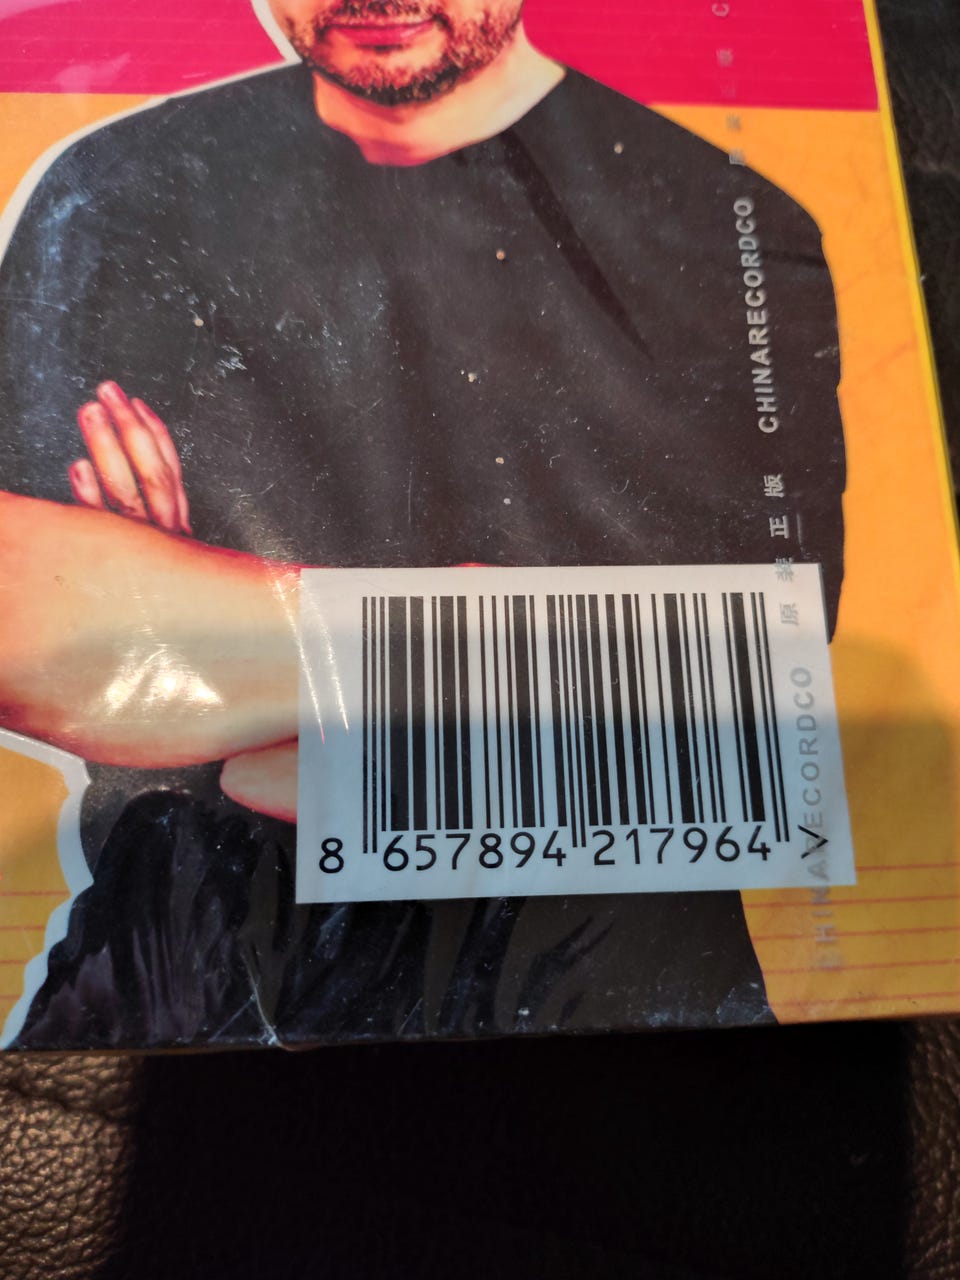 CHINARECORDCO
原装正版
CHINARECORDCO
8 657894 217964 >